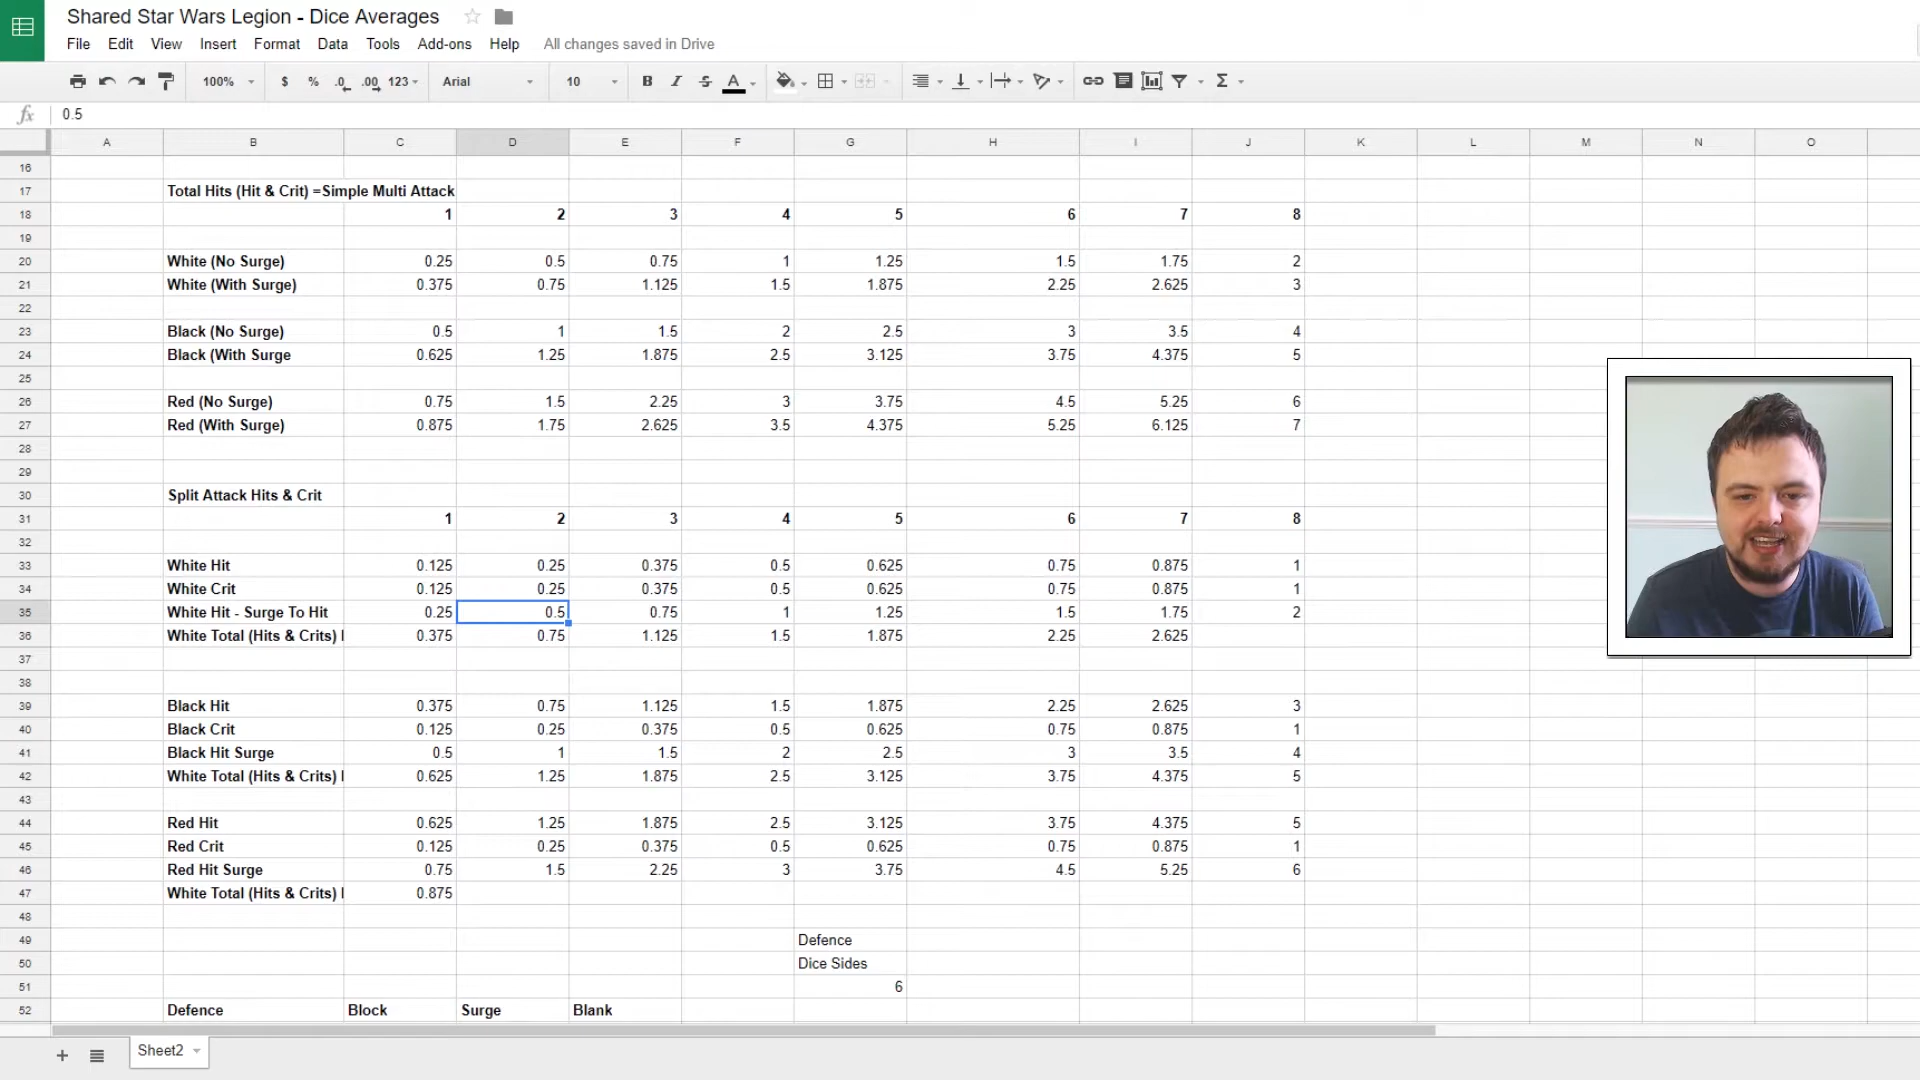 Shared Star Wars Legion - Dice Averages
File Edit View Insert Format Data Tools Add-ons Help All changes saved in Drive
100% $ % .0 .00 123 Arial 10 B I S A Σ
fx 0.5
A B C D E F G H I J K L M N O
16
17 Total Hits (Hit & Crit) =Simple Multi Attack
18 1 2 3 4 5 6 7 8
19
20 White (No Surge) 0.25 0.5 0.75 1 1.25 1.5 1.75 2
21 White (With Surge) 0.375 0.75 1.125 1.5 1.875 2.25 2.625 3
22
23 Black (No Surge) 0.5 1 1.5 2 2.5 3 3.5 4
24 Black (With Surge 0.625 1.25 1.875 2.5 3.125 3.75 4.375 5
25
26 Red (No Surge) 0.75 1.5 2.25 3 3.75 4.5 5.25 6
27 Red (With Surge) 0.875 1.75 2.625 3.5 4.375 5.25 6.125 7
28
29
30 Split Attack Hits & Crit
31 1 2 3 4 5 6 7 8
32
33 White Hit 0.125 0.25 0.375 0.5 0.625 0.75 0.875 1
34 White Crit 0.125 0.25 0.375 0.5 0.625 0.75 0.875 1
35 White Hit - Surge To Hit 0.25 0.5 0.75 1 1.25 1.5 1.75 2
36 White Total (Hits & Crits) 0.375 0.75 1.125 1.5 1.875 2.25 2.625
37
38
39 Black Hit 0.375 0.75 1.125 1.5 1.875 2.25 2.625 3
40 Black Crit 0.125 0.25 0.375 0.5 0.625 0.75 0.875 1
41 Black Hit Surge 0.5 1 1.5 2 2.5 3 3.5 4
42 White Total (Hits & Crits) 0.625 1.25 1.875 2.5 3.125 3.75 4.375 5
43
44 Red Hit 0.625 1.25 1.875 2.5 3.125 3.75 4.375 5
45 Red Crit 0.125 0.25 0.375 0.5 0.625 0.75 0.875 1
46 Red Hit Surge 0.75 1.5 2.25 3 3.75 4.5 5.25 6
47 White Total (Hits & Crits) 0.875
48
49 Defence
50 Dice Sides
51 6
52 Defence Block Surge Blank
Sheet2